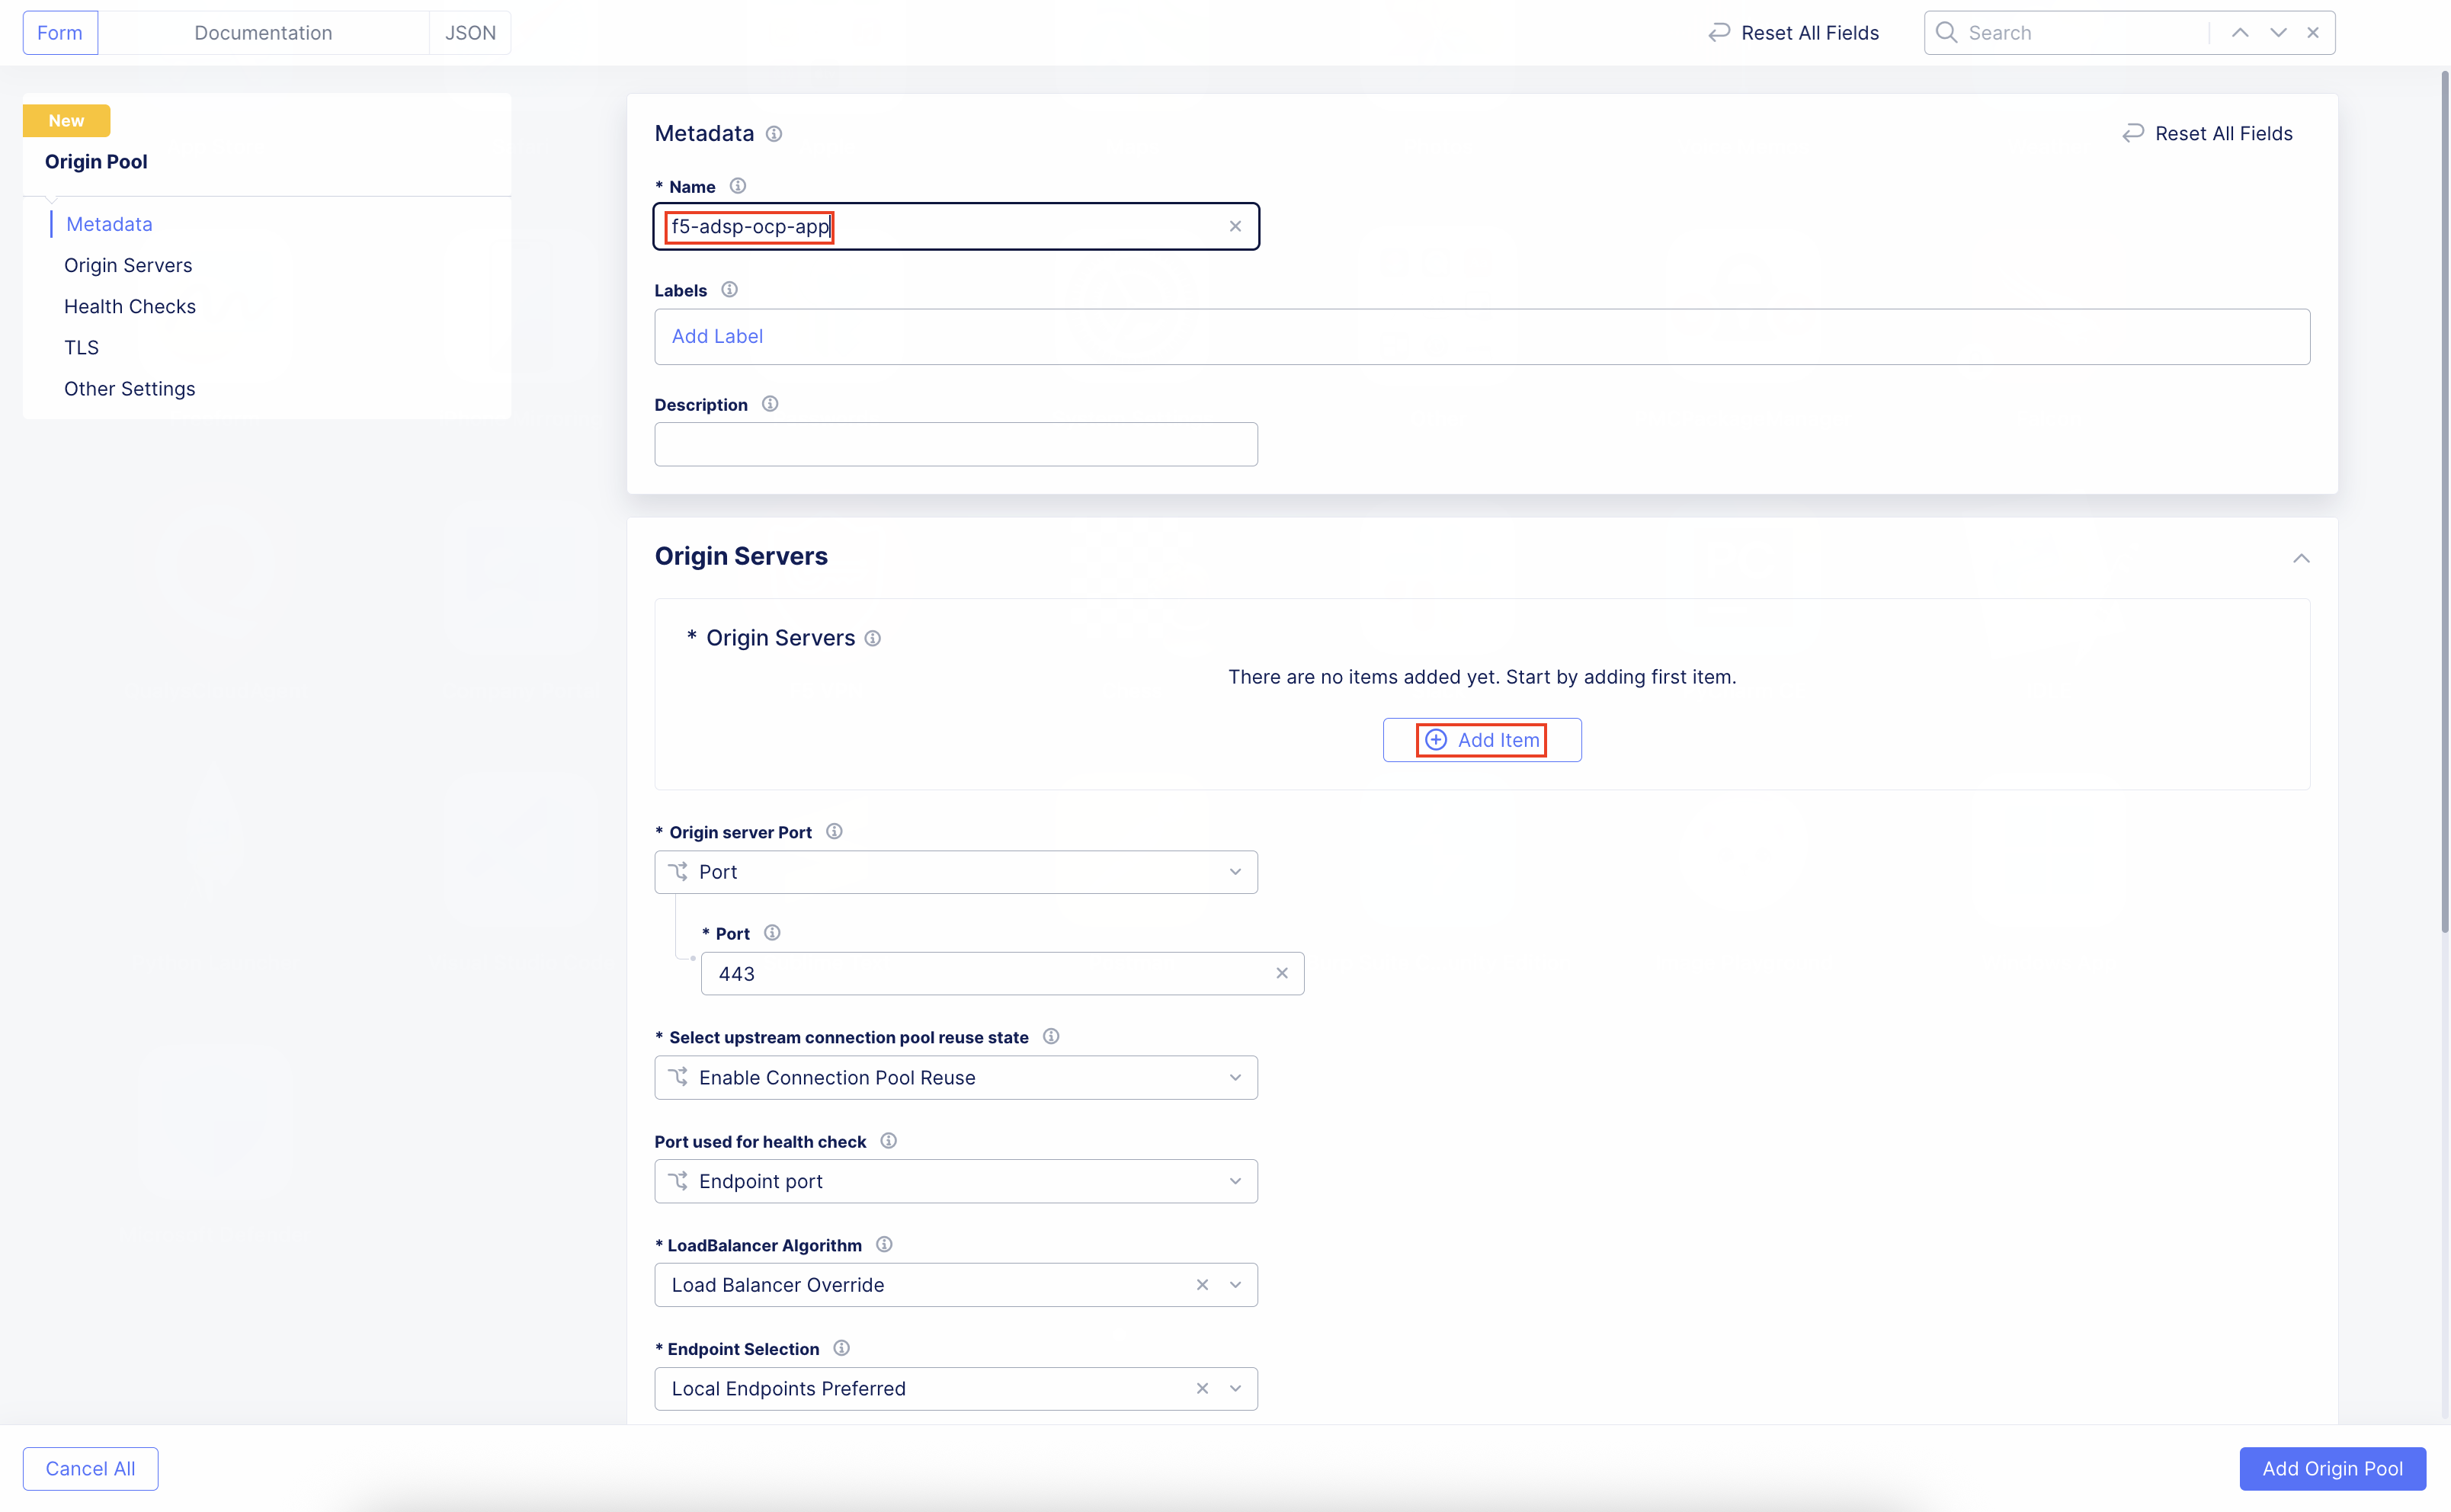 Form Documentation JSON Reset All Fields Search
New
Origin Pool
Metadata
Origin Servers
Health Checks
TLS
Other Settings
Metadata Reset All Fields
* Name
f5-adsp-ocp-app
Labels
Add Label
Description
Origin Servers
* Origin Servers
There are no items added yet. Start by adding first item.
Add Item
* Origin server Port
Port
* Port
443
* Select upstream connection pool reuse state
Enable Connection Pool Reuse
Port used for health check
Endpoint port
* LoadBalancer Algorithm
Load Balancer Override
* Endpoint Selection
Local Endpoints Preferred
Cancel All Add Origin Pool